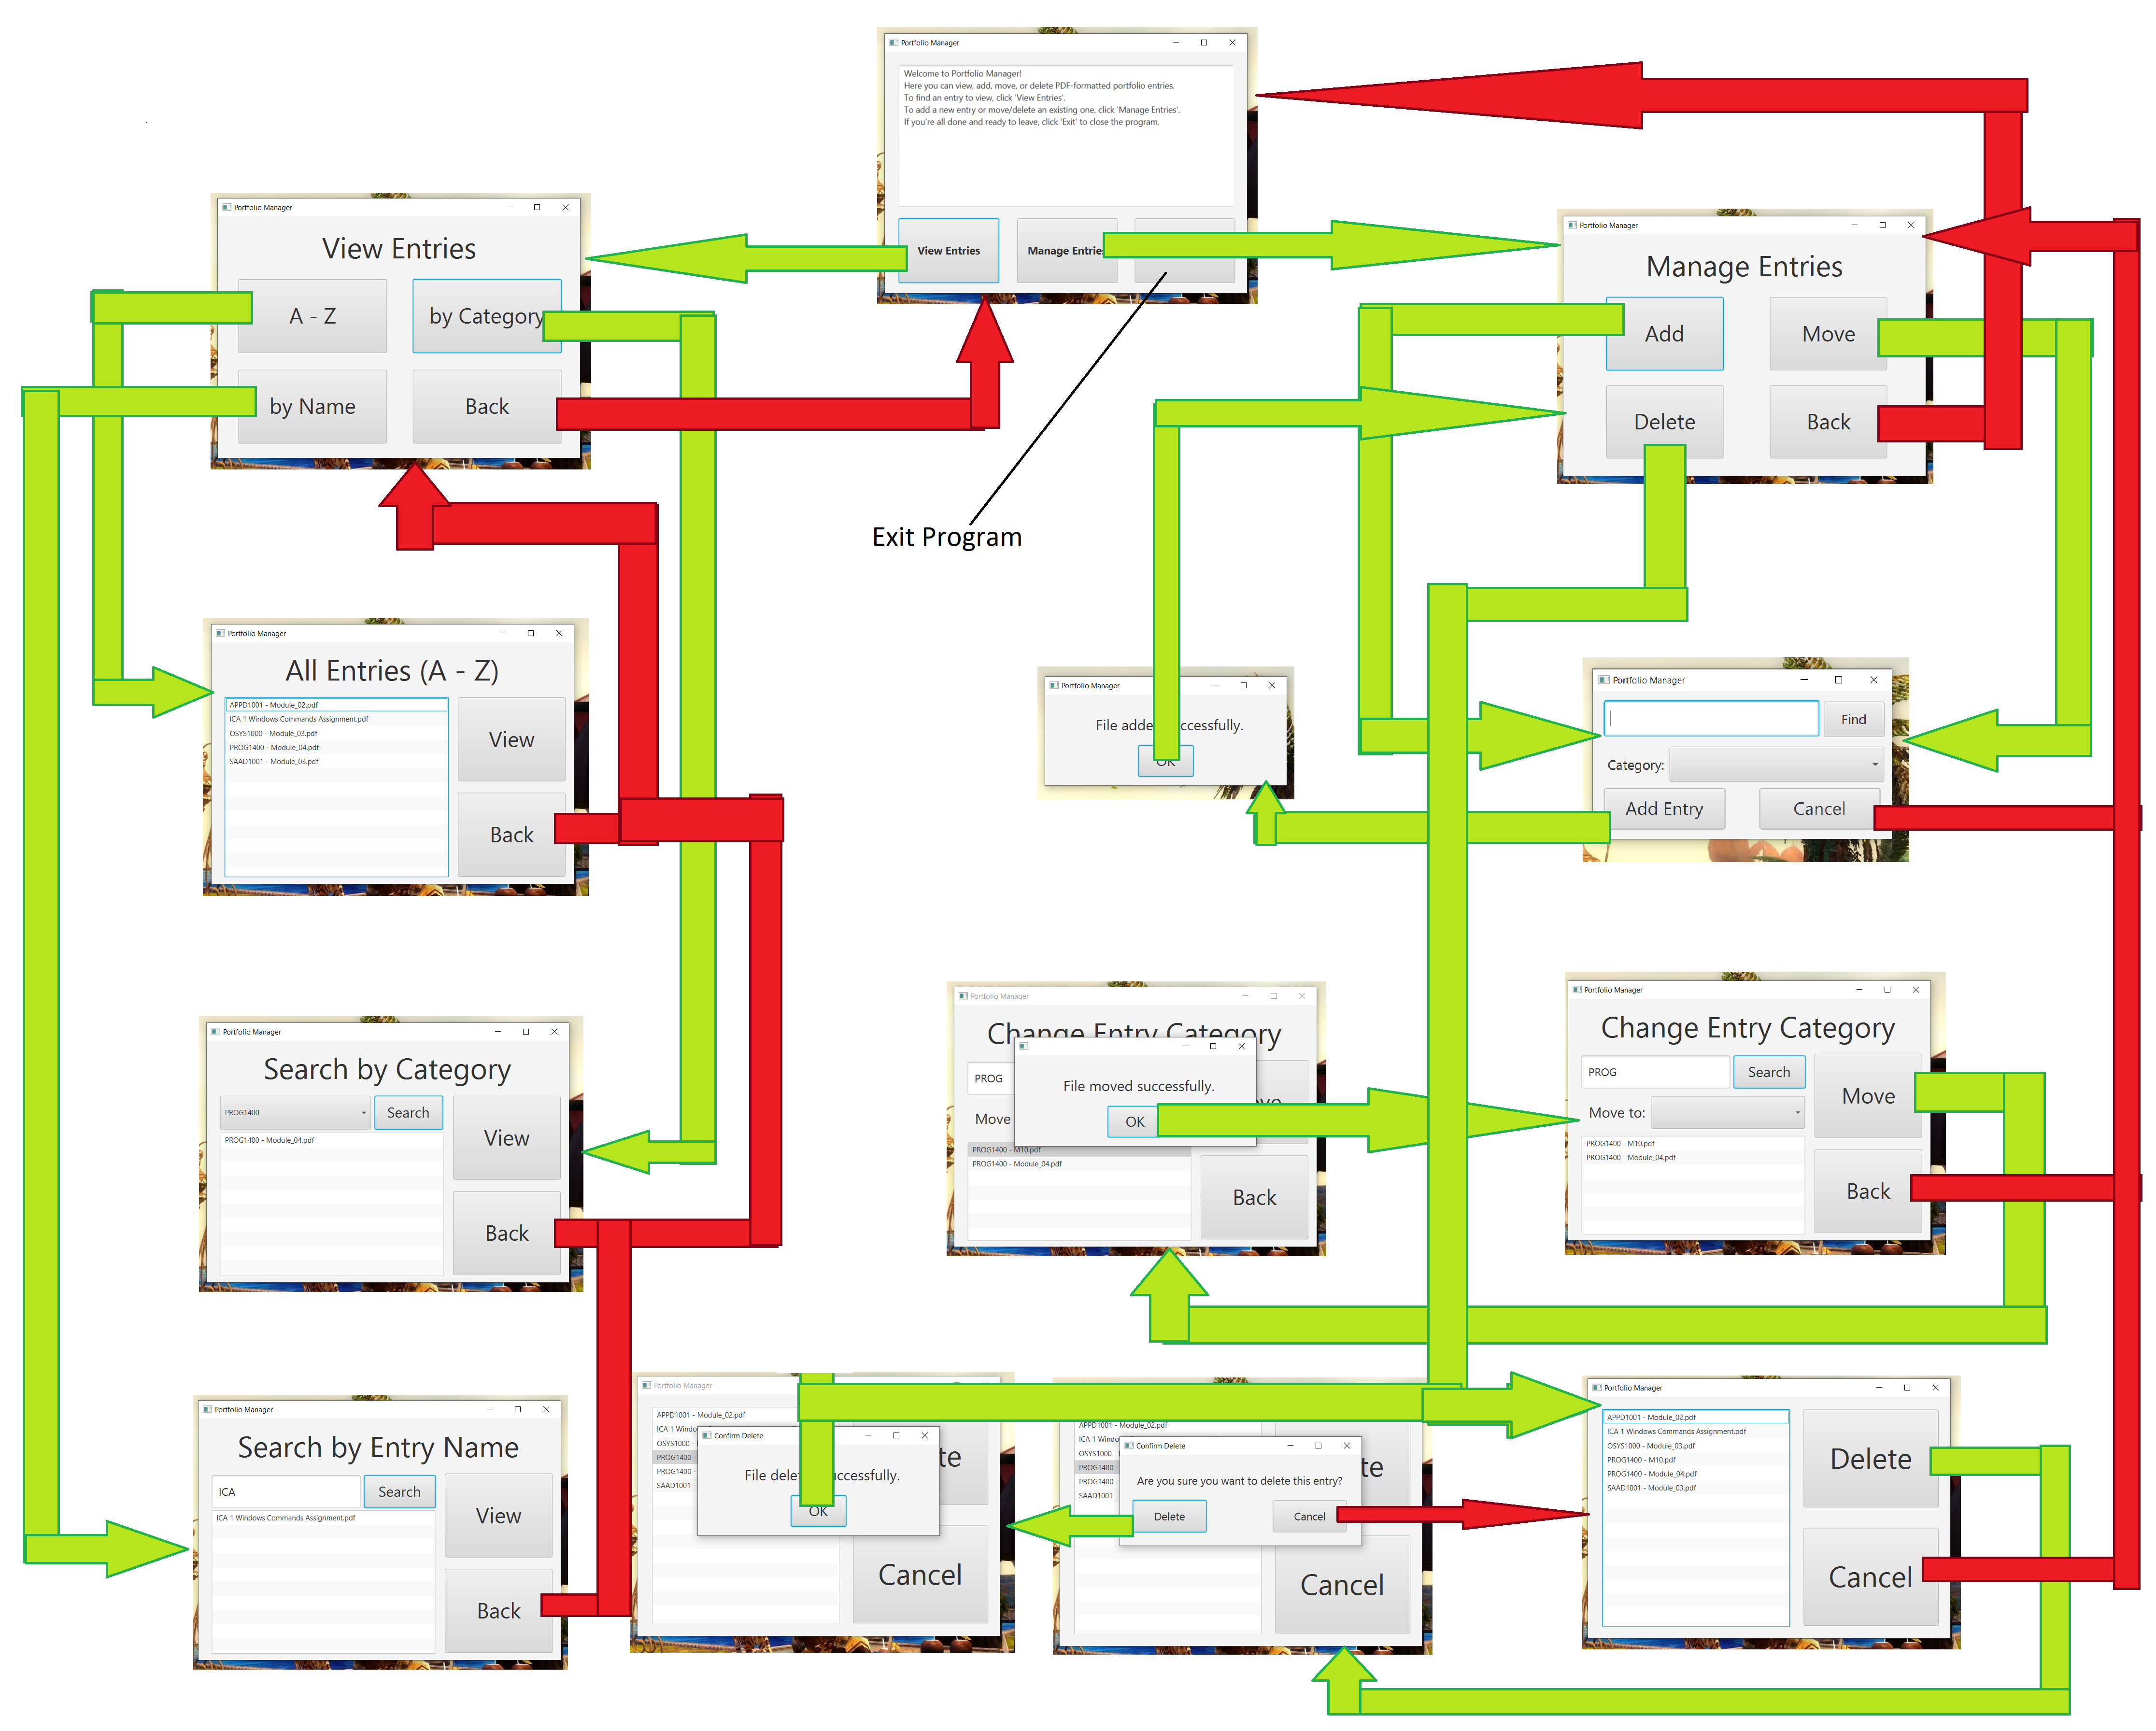 Portfolio Manager
Welcome to Portfolio Manager!
Here you can view, add, move, or delete PDF-formatted portfolio entries.
To find an entry to view, click 'View Entries'.
To add a new entry or move/delete an existing one, click 'Manage Entries'.
If you're all done and ready to leave, click 'Exit' to close the program.
View Entries
Manage Entrie
Exit Program
Portfolio Manager
View Entries
A - Z
by Category
by Name
Back
Portfolio Manager
Manage Entries
Add
Move
Delete
Back
Portfolio Manager
All Entries (A - Z)
APPD1001 - Module_02.pdf
ICA 1 Windows Commands Assignment.pdf
OSYS1000 - Module_03.pdf
PROG1400 - Module_04.pdf
SAAD1001 - Module_03.pdf
View
Back
Portfolio Manager
File adde uccessfully.
OK
Portfolio Manager
Find
Category:
Add Entry
Cancel
Portfolio Manager
Search by Category
PROG1400
Search
PROG1400 - Module_04.pdf
View
Back
Portfolio Manager
Change Entry Category
PROG
File moved successfully.
OK
Move
PROG1400 - M10.pdf
PROG1400 - Module_04.pdf
Back
Portfolio Manager
Change Entry Category
PROG
Search
Move to:
Move
PROG1400 - M10.pdf
PROG1400 - Module_04.pdf
Back
Portfolio Manager
Search by Entry Name
ICA
Search
ICA 1 Windows Commands Assignment.pdf
View
Back
Portfolio Manager
APPD1001 - Module_02.pdf
ICA 1 Windo
OSYS1000 - I
PROG1400 -
PROG1400 -
SAAD1001 -
Confirm Delete
File delet uccessfully.
OK
te
Cancel
APPD1001 - Module_02.pdf
ICA 1 Windo
OSYS1000 -
PROG1400 -
PROG1400 -
SAAD1001 -
Confirm Delete
Are you sure you want to delete this entry?
Delete
Cancel
te
Cancel
Portfolio Manager
APPD1001 - Module_02.pdf
ICA 1 Windows Commands Assignment.pdf
OSYS1000 - Module_03.pdf
PROG1400 - M10.pdf
PROG1400 - Module_04.pdf
SAAD1001 - Module_03.pdf
Delete
Cancel